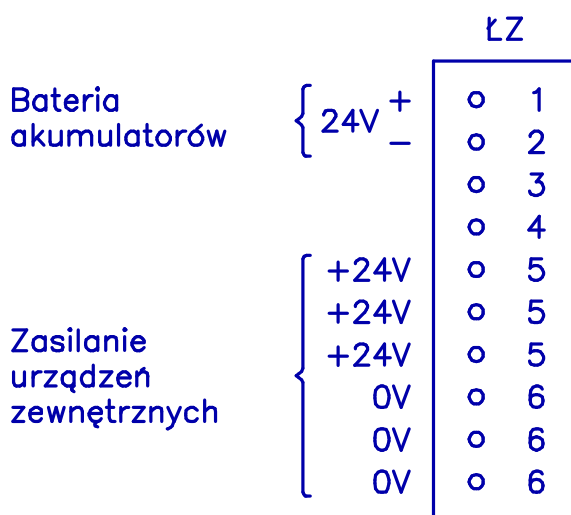 ŁZ
Bateria
akumulatorów
24V + 1
− 2
3
4
+24V 5
+24V 5
+24V 5
Zasilanie
urządzeń
zewnętrznych
0V 6
0V 6
0V 6